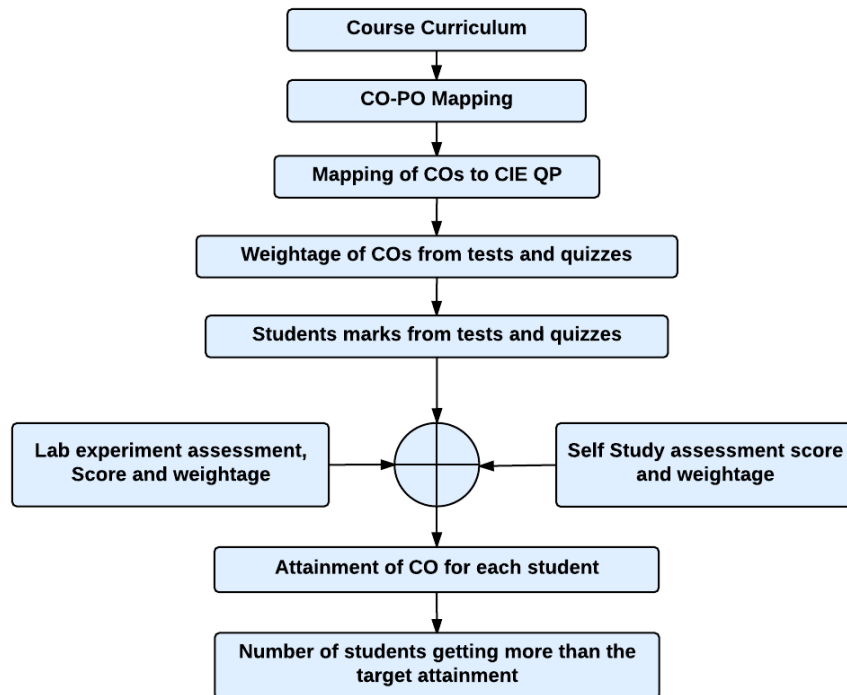 Course Curriculum
CO-PO Mapping
Mapping of COs to CIE QP
Weightage of COs from tests and quizzes
Students marks from tests and quizzes
Lab experiment assessment,
Score and weightage
Self Study assessment score
and weightage
Attainment of CO for each student
Number of students getting more than the
target attainment